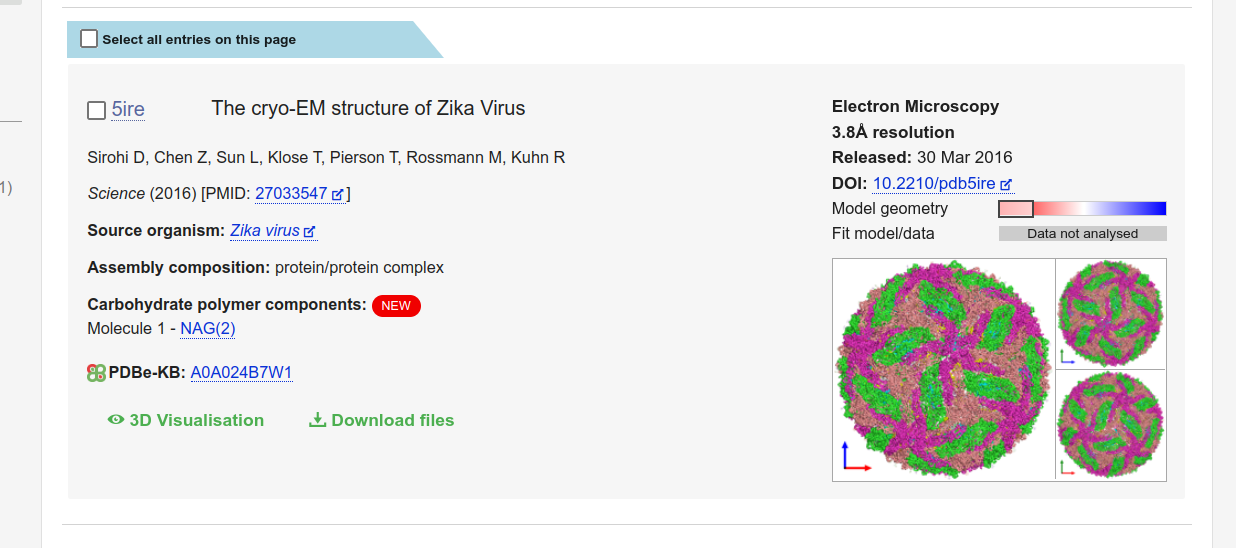 Select all entries on this page
5ire The cryo-EM structure of Zika Virus
Sirohi D, Chen Z, Sun L, Klose T, Pierson T, Rossmann M, Kuhn R
Science (2016) [PMID: 27033547 ]
Source organism: Zika virus
Assembly composition: protein/protein complex
Carbohydrate polymer components: NEW
Molecule 1 - NAG(2)
PDBe-KB: A0A024B7W1
3D Visualisation Download files
Electron Microscopy
3.8Å resolution
Released: 30 Mar 2016
DOI: 10.2210/pdb5ire
Model geometry
Fit model/data Data not analysed
1)